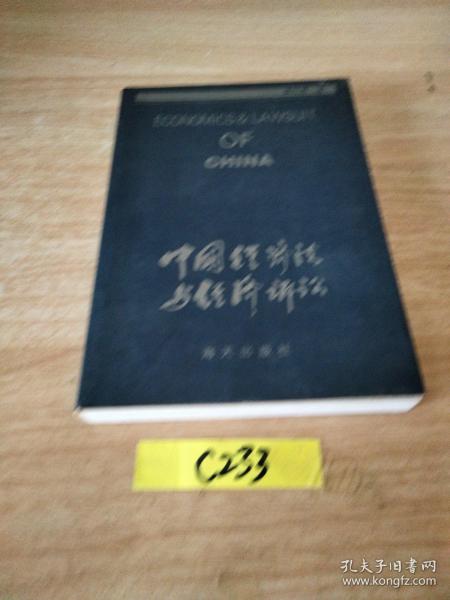 ECONOMICS & LAWSUIT
OF
CHINA
中国经济法
与经济诉讼
海天出版社
C233
孔夫子旧书网
www.kongfz.com